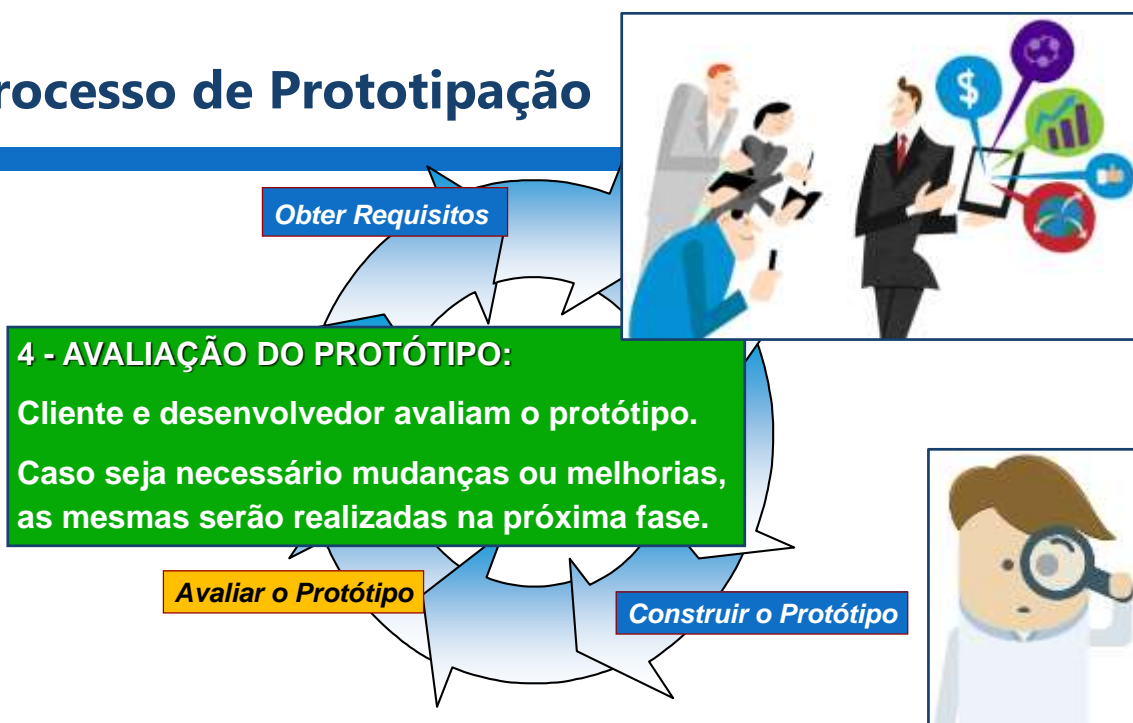 rocesso de Prototipação
Obter Requisitos
4 - AVALIAÇÃO DO PROTÓTIPO:
Cliente e desenvolvedor avaliam o protótipo.
Caso seja necessário mudanças ou melhorias,
as mesmas serão realizadas na próxima fase.
Avaliar o Protótipo
Construir o Protótipo
$